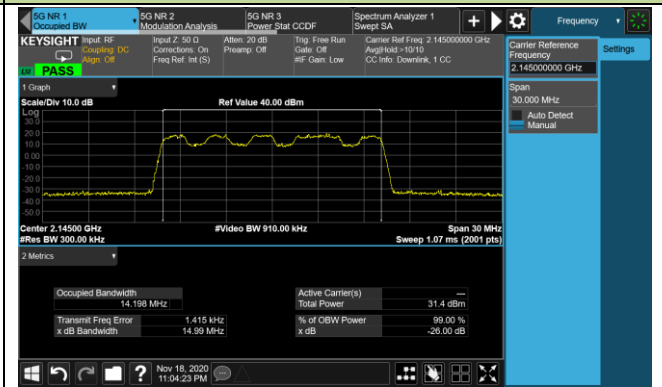 5G NR 1
Occupied BW
5G NR 2
Modulation Analysis
5G NR 3
Power Stat CCDF
Spectrum Analyzer 1
Swept SA
Frequency
KEYSIGHT
Input: RF
Coupling: DC
Align: Off
Input Z: 50 Ω
Corrections: On
Freq Ref: Int (S)
Atten: 20 dB
Preamp: Off
Trig: Free Run
Gate: Off
#IF Gain: Low
Carrier Ref Freq: 2.145000000 GHz
Avg|Hold:>10/10
CC Info: Downlink, 1 CC
PASS
Carrier Reference
Frequency
2.145000000 GHz
Settings
Span
30.000 MHz
Auto Detect
Manual
1 Graph
Scale/Div 10.0 dB
Ref Value 40.00 dBm
Log
30.0
20.0
10.0
0.00
-10.0
-20.0
-30.0
-40.0
-50.0
Center 2.14500 GHz
#Video BW 910.00 kHz
Span 30 MHz
#Res BW 300.00 kHz
Sweep 1.07 ms (2001 pts)
2 Metrics
Occupied Bandwidth
14.198 MHz
Active Carrier(s)
—
Total Power
31.4 dBm
Transmit Freq Error
1.415 kHz
% of OBW Power
99.00 %
x dB Bandwidth
14.99 MHz
x dB
-26.00 dB
Nov 18, 2020
11:04:23 PM